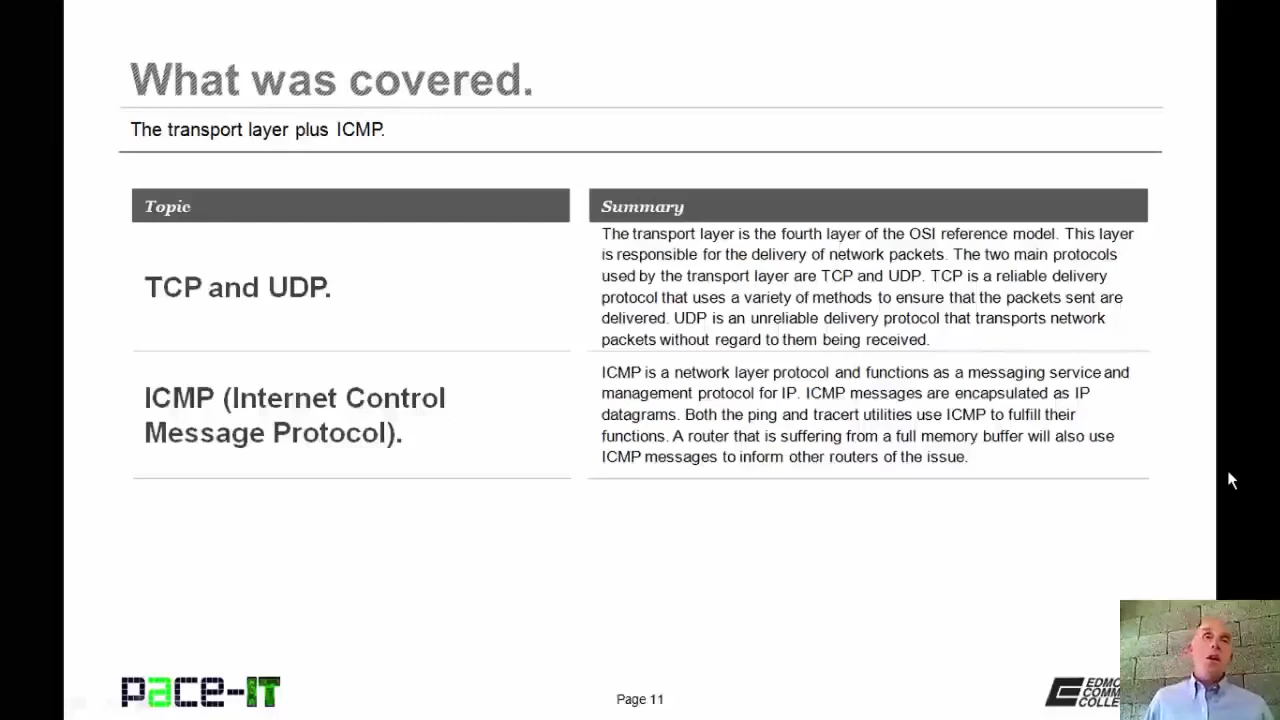 What was covered.
The transport layer plus ICMP.
Topic
Summary
TCP and UDP.
The transport layer is the fourth layer of the OSI reference model. This layer
is responsible for the delivery of network packets. The two main protocols
used by the transport layer are TCP and UDP. TCP is a reliable delivery
protocol that uses a variety of methods to ensure that the packets sent are
delivered. UDP is an unreliable delivery protocol that transports network
packets without regard to them being received.
ICMP (Internet Control
Message Protocol).
ICMP is a network layer protocol and functions as a messaging service and
management protocol for IP. ICMP messages are encapsulated as IP
datagrams. Both the ping and tracert utilities use ICMP to fulfill their
functions. A router that is suffering from a full memory buffer will also use
ICMP messages to inform other routers of the issue.
pace-IT
Page 11